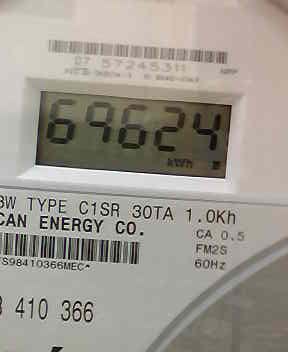 07 57245311
69624
kWh
3W TYPE C1SR 30TA 1.0Kh
CAN ENERGY CO.
CA 0.5
FM2S
TS98410366MEC*
60Hz
3 410 366